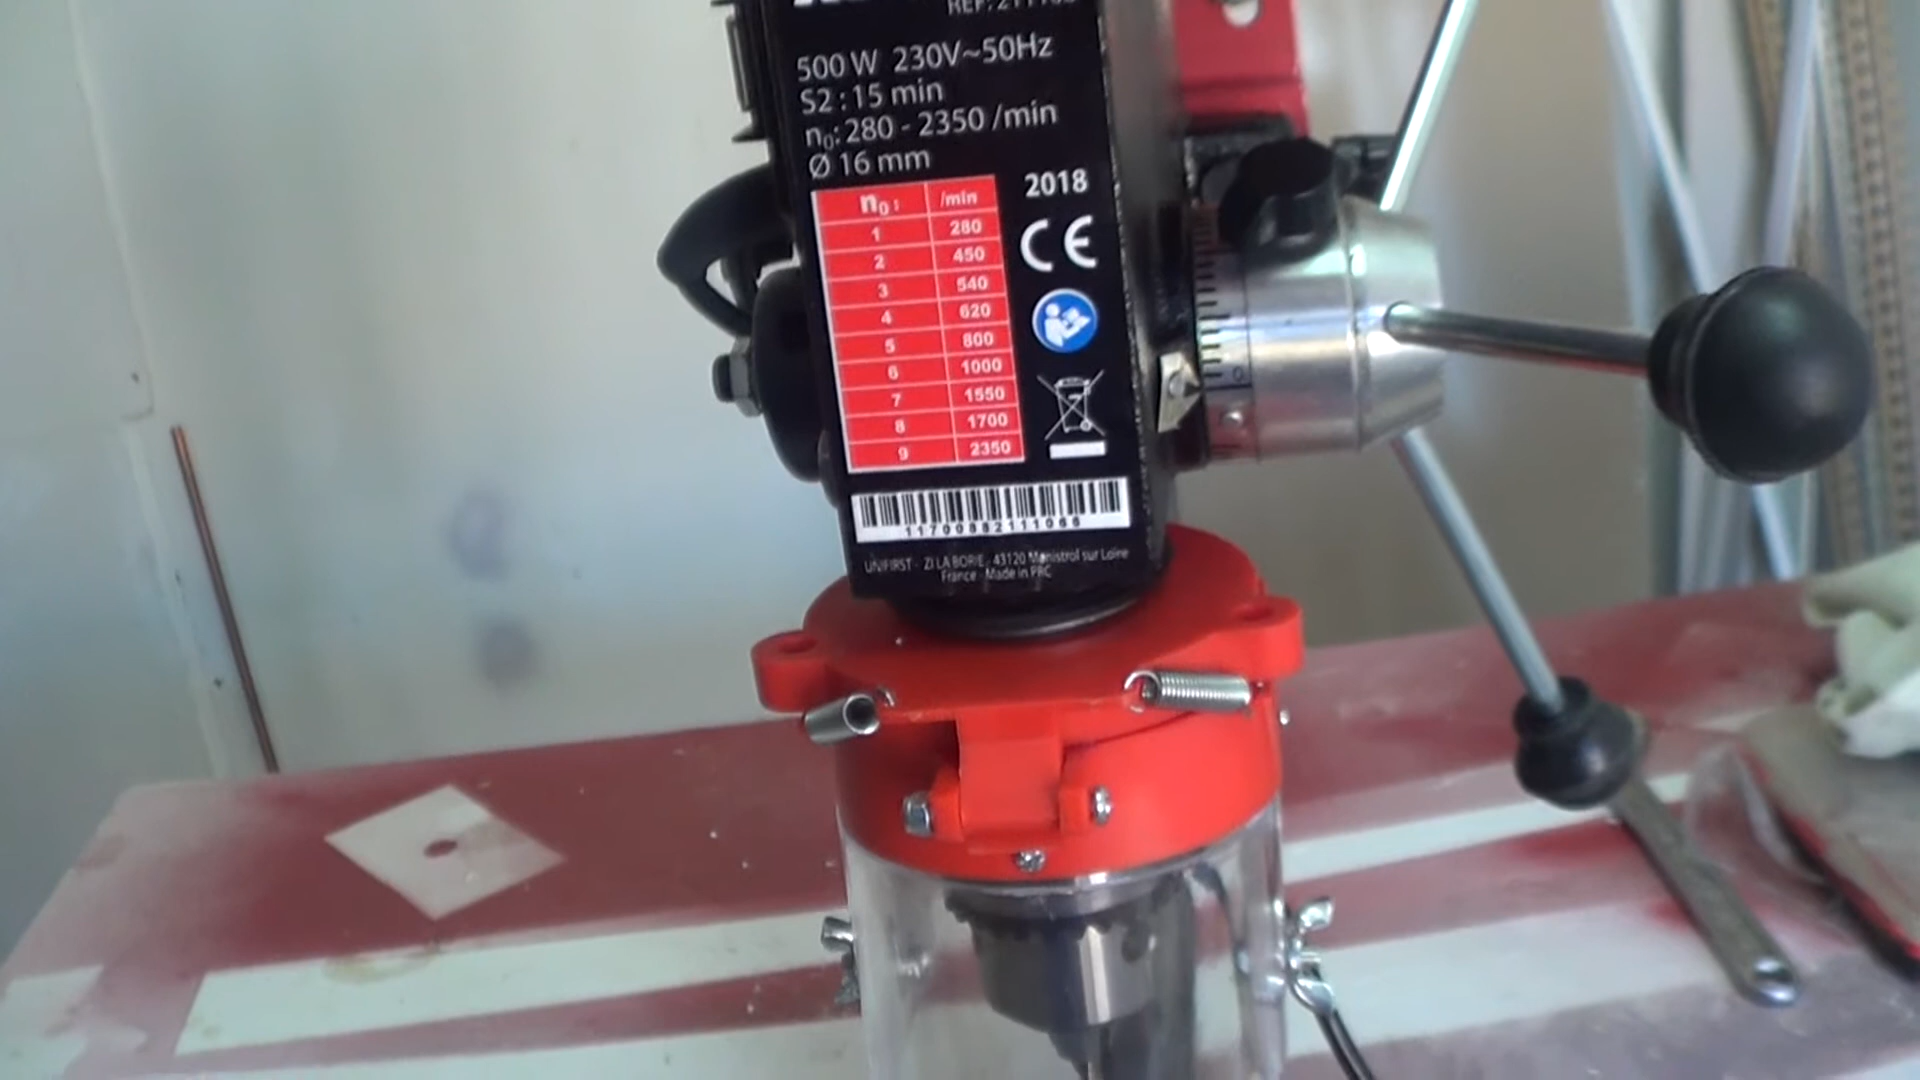 500 W 230V~50Hz
S2 : 15 min
n0: 280 - 2350 /min
Ø 16 mm
2018
n0 : /min
1 280
2 450
3 540
4 620
5 800
6 1000
7 1550
8 1700
9 2350
CE
UNIFIRST - ZI LA BORIE - 43120 Monistrol sur Loire
France - Made in PRC
0